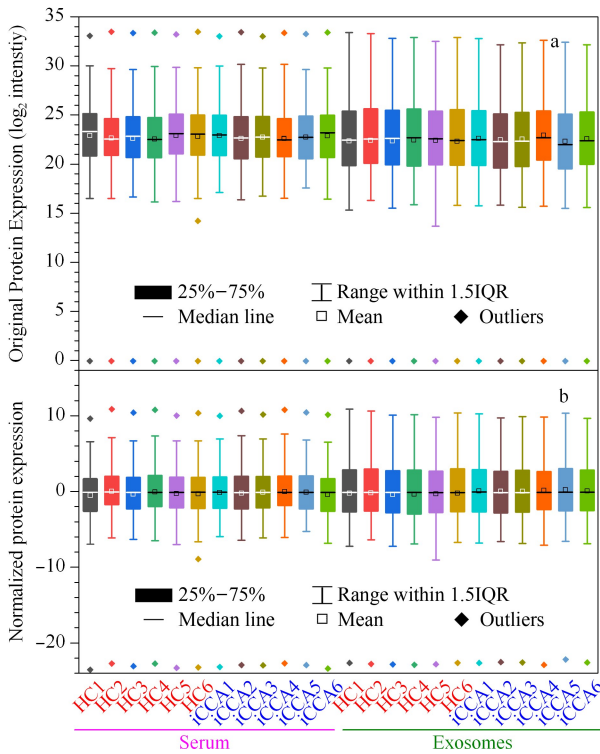 Original Protein Expression (log2 intenstiy)
35
30
25
20
15
10
5
0
a
25%−75%
Range within 1.5IQR
Median line
Mean
Outliers
Normalized protein expression
10
0
−10
−20
b
25%−75%
Range within 1.5IQR
Median line
Mean
Outliers
HC1 HC2 HC3 HC4 HC5 HC6 iCCA1 iCCA2 iCCA3 iCCA4 iCCA5 iCCA6 HC1 HC2 HC3 HC4 HC5 HC6 iCCA1 iCCA2 iCCA3 iCCA4 iCCA5 iCCA6
Serum
Exosomes